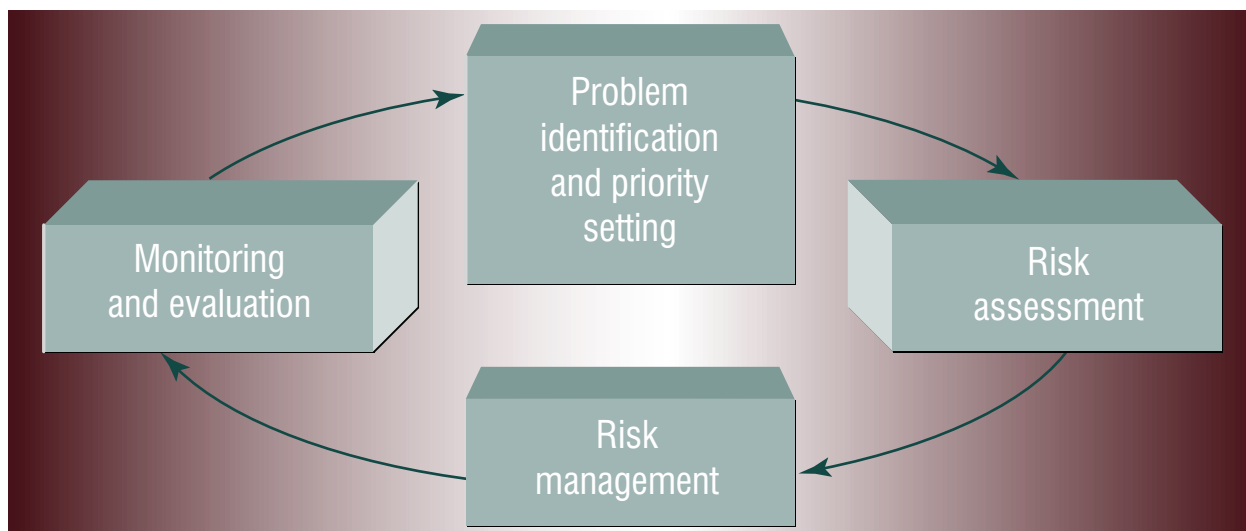 Problem
identification
and priority
setting
Monitoring
and evaluation
Risk
assessment
Risk
management